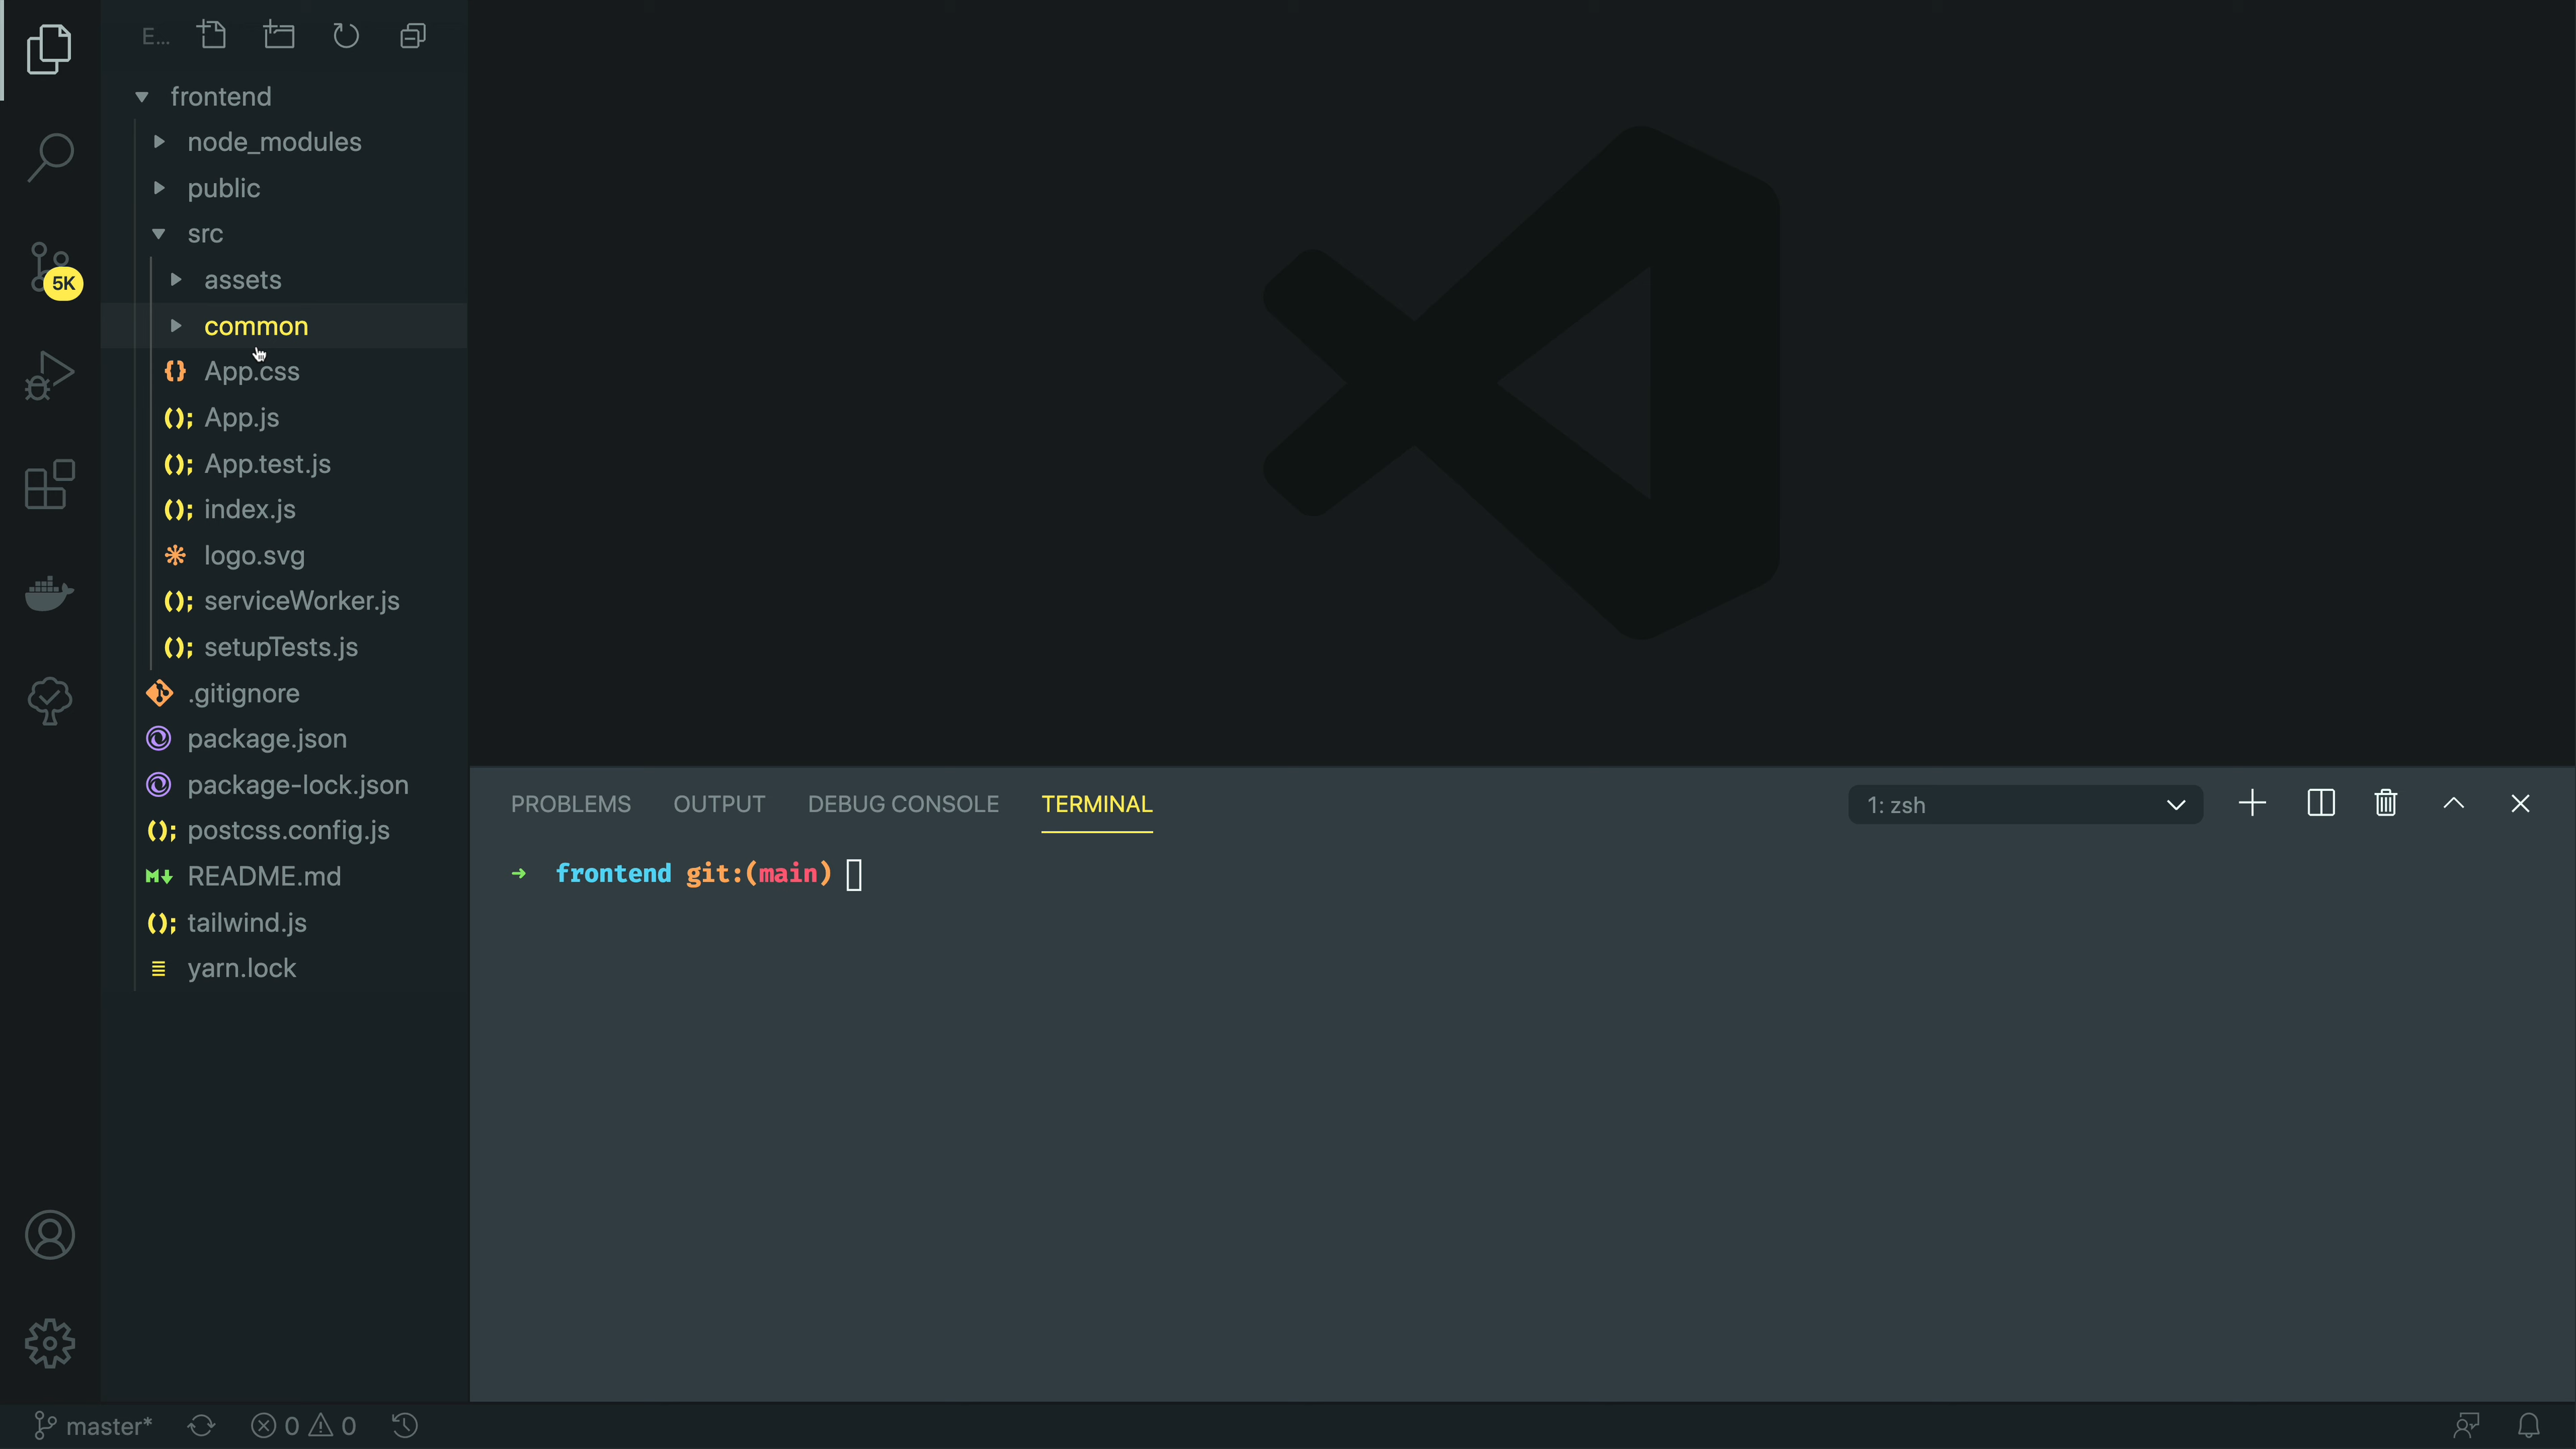 E...
frontend
node_modules
public
src
assets
5K
common
App.css
App.js
App.test.js
index.js
logo.svg
serviceWorker.js
setupTests.js
.gitignore
package.json
package-lock.json
postcss.config.js
README.md
tailwind.js
yarn.lock
PROBLEMS OUTPUT DEBUG CONSOLE TERMINAL 1: zsh
→ frontend git:(main)
master* 0 0